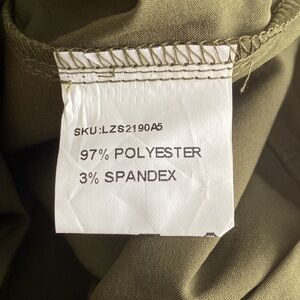 SKU:LZS2190A5
97% POLYESTER
3% SPANDEX